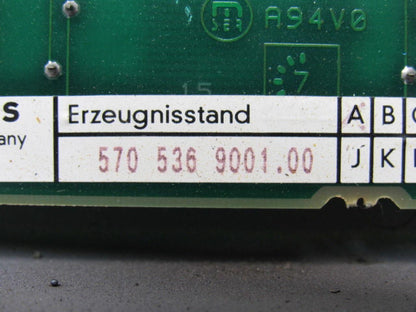 A94V0
15
7
s Erzeugnisstand A B
any 570 536 9001.00 J K